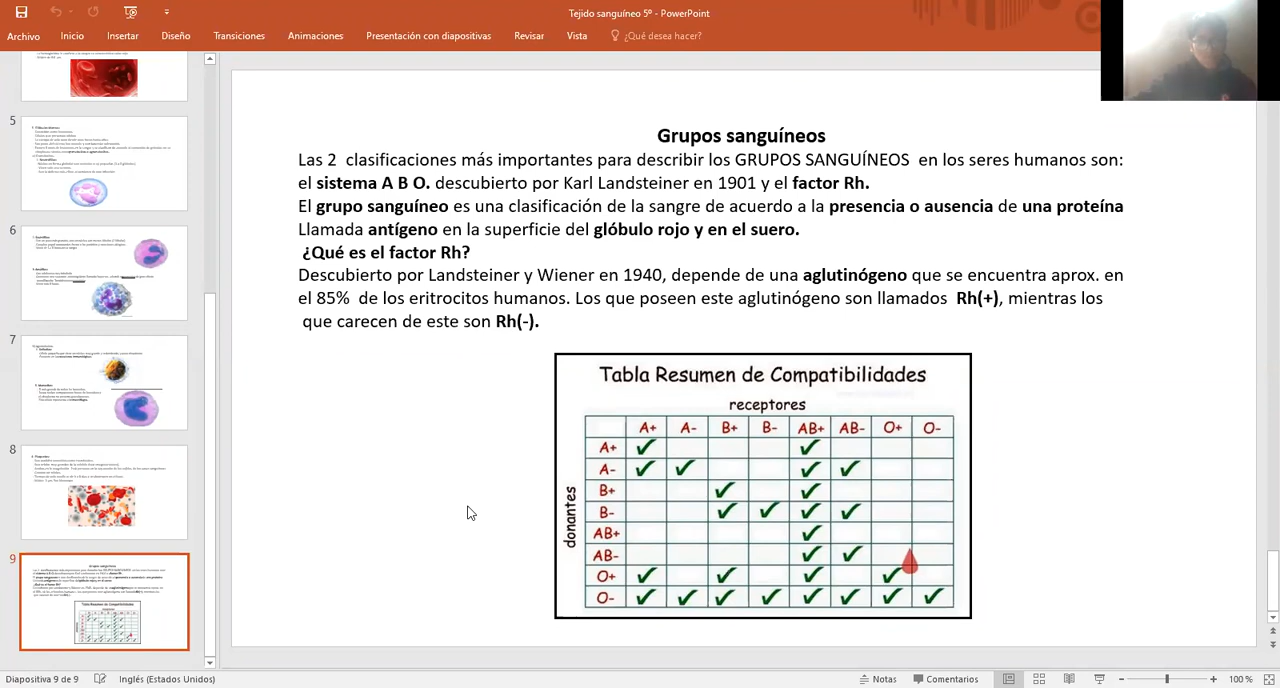 Tejido sanguíneo 5º - PowerPoint
Archivo Inicio Insertar Diseño Transiciones Animaciones Presentación con diapositivas Revisar Vista ¿Qué desea hacer?
5
6
7
8
9
Grupos sanguíneos
Las 2 clasificaciones más importantes para describir los GRUPOS SANGUÍNEOS en los seres humanos son:
el sistema A B O. descubierto por Karl Landsteiner en 1901 y el factor Rh.
El grupo sanguíneo es una clasificación de la sangre de acuerdo a la presencia o ausencia de una proteína
Llamada antígeno en la superficie del glóbulo rojo y en el suero.
¿Qué es el factor Rh?
Descubierto por Landsteiner y Wiener en 1940, depende de un aglutinógeno que se encuentra aprox. en
el 85% de los eritrocitos humanos. Los que poseen este aglutinógeno son llamados Rh(+), mientras los
que carecen de este son Rh(-).
Tabla Resumen de Compatibilidades
receptores
A+ A- B+ B- AB+ AB- O+ O-
donantes
A+ ✓ ✓
A- ✓ ✓ ✓ ✓
B+ ✓ ✓
B- ✓ ✓ ✓ ✓
AB+ ✓
AB- ✓ ✓
O+ ✓ ✓ ✓ ✓
O- ✓ ✓ ✓ ✓ ✓ ✓ ✓ ✓
Diapositiva 9 de 9 Inglés (Estados Unidos) Notas Comentarios 100 %